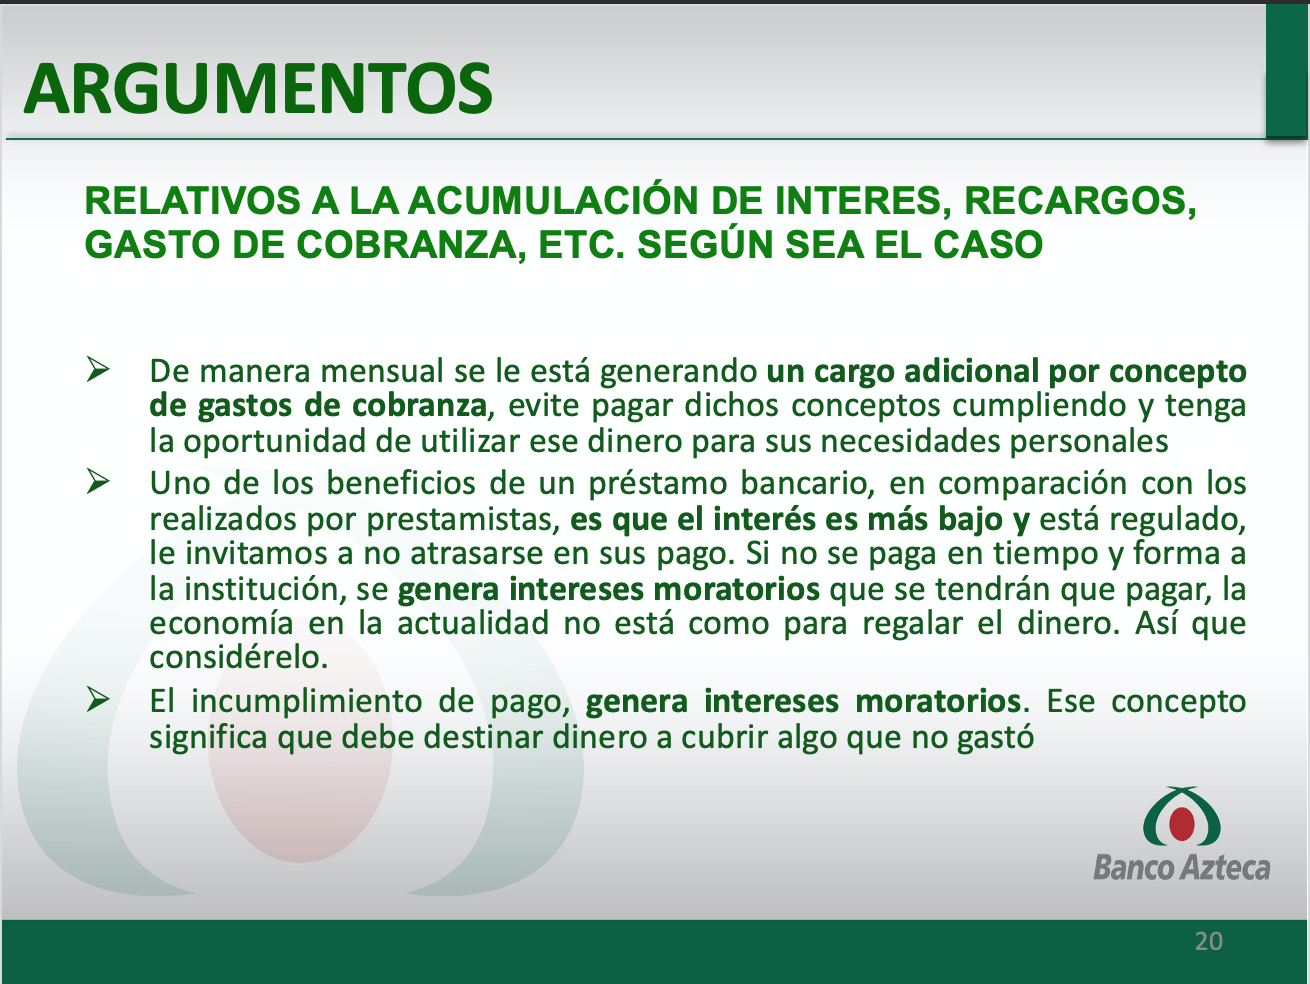 ARGUMENTOS
RELATIVOS A LA ACUMULACIÓN DE INTERES, RECARGOS,
GASTO DE COBRANZA, ETC. SEGÚN SEA EL CASO
➢ De manera mensual se le está generando un cargo adicional por concepto
de gastos de cobranza, evite pagar dichos conceptos cumpliendo y tenga
la oportunidad de utilizar ese dinero para sus necesidades personales
➢ Uno de los beneficios de un préstamo bancario, en comparación con los
realizados por prestamistas, es que el interés es más bajo y está regulado,
le invitamos a no atrasarse en sus pago. Si no se paga en tiempo y forma a
la institución, se genera intereses moratorios que se tendrán que pagar, la
economía en la actualidad no está como para regalar el dinero. Así que
considérelo.
➢ El incumplimiento de pago, genera intereses moratorios. Ese concepto
significa que debe destinar dinero a cubrir algo que no gastó
Banco Azteca
20